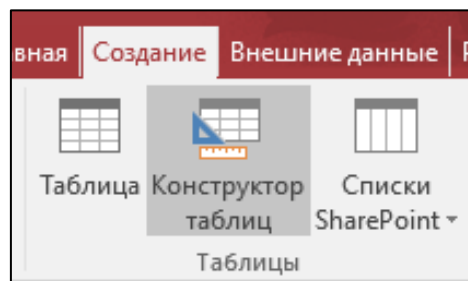 вная Создание Внешние данные
Таблица Конструктор таблиц Списки SharePoint
Таблицы